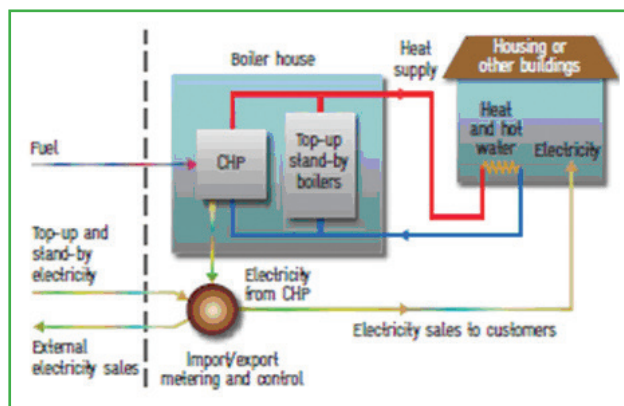 Boiler house
Heat
supply
Housing or
other buildings
Fuel
CHP
Top-up
stand-by
boilers
Heat
and hot
water
Electricity
Top-up and
stand-by
electricity
Electricity
from CHP
Electricity sales to customers
External
electricity sales
Import/export
metering and control